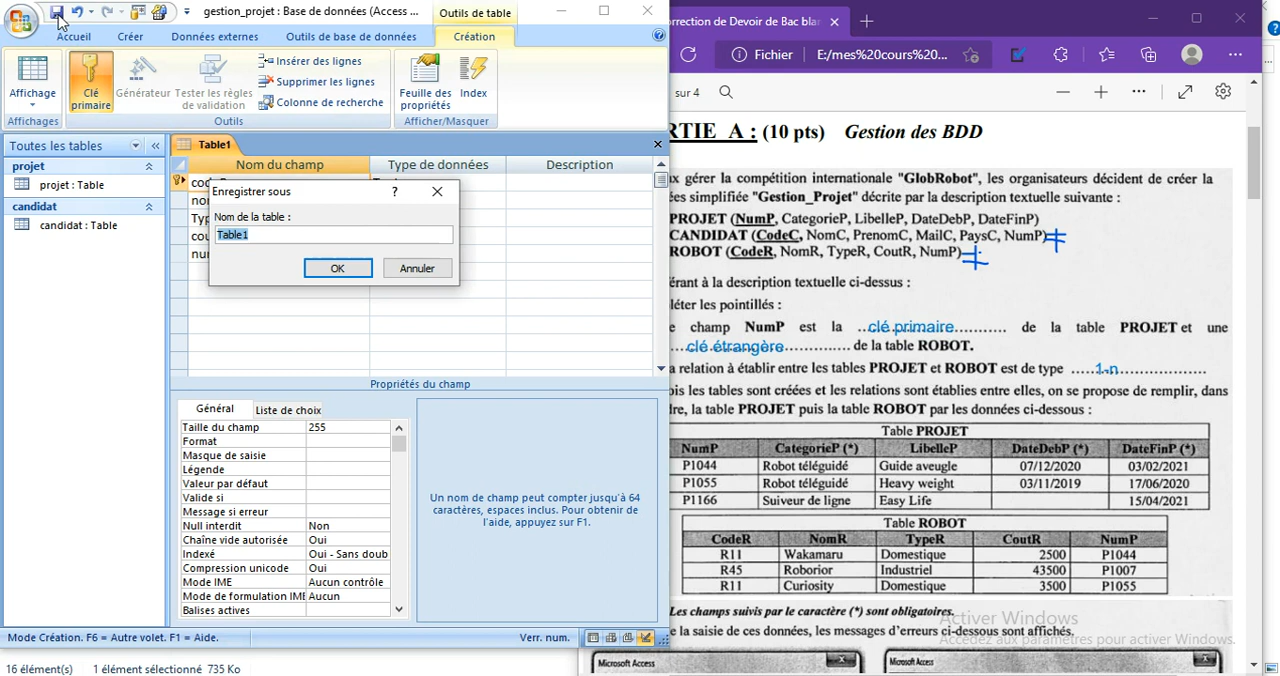 gestion_projet : Base de données (Access ...
Outils de table
Accueil
Créer
Données externes
Outils de base de données
Création
Affichage
Clé primaire
Générateur
Tester les règles de validation
Insérer des lignes
Supprimer les lignes
Colonne de recherche
Feuille des propriétés
Index
Affichages
Outils
Afficher/Masquer
Toutes les tables
projet
projet : Table
candidat
candidat : Table
Table1
Nom du champ
Type de données
Description
Enregistrer sous
Nom de la table :
Table1
OK
Annuler
Propriétés du champ
Général
Liste de choix
Taille du champ 255
Format
Masque de saisie
Légende
Valeur par défaut
Valide si
Message si erreur
Null interdit Non
Chaîne vide autorisée Oui
Indexé Oui - Sans doub
Compression unicode Oui
Mode IME Aucun contrôle
Mode de formulation IME Aucun
Balises actives
Un nom de champ peut compter jusqu'à 64
caractères, espaces inclus. Pour obtenir de
l'aide, appuyez sur F1.
Mode Création. F6 = Autre volet. F1 = Aide.
Verr. num.
16 élément(s) 1 élément sélectionné 735 Ko
rrection de Devoir de Bac blan
Fichier
E:/mes%20cours%20...
sur 4
RTIE A : (10 pts) Gestion des BDD
x gérer la compétition internationale "GlobRobot", les organisateurs décident de créer la
es simplifiée "Gestion_Projet" décrite par la description textuelle suivante :
PROJET (NumP, CategorieP, LibelleP, DateDebP, DateFinP)
CANDIDAT (CodeC, NomC, PrenomC, MailC, PaysC, NumP)#
ROBOT (CodeR, NomR, TypeR, CoutR, NumP)#
érant à la description textuelle ci-dessus :
léter les pointillés :
e champ NumP est la ...clé primaire............ de la table PROJET et une
...clé étrangère............... de la table ROBOT.
a relation à établir entre les tables PROJET et ROBOT est de type .....1-n....................
is les tables sont créées et les relations sont établies entre elles, on se propose de remplir, dans
re, la table PROJET puis la table ROBOT par les données ci-dessous :
Table PROJET
NumP CategorieP (*) LibelleP DateDebP (*) DateFinP (*)
P1044 Robot téléguidé Guide aveugle 07/12/2020 03/02/2021
P1055 Robot téléguidé Heavy weight 03/11/2019 17/06/2020
P1166 Suiveur de ligne Easy Life 15/04/2021
Table ROBOT
CodeR NomR TypeR CoutR NumP
R11 Wakamaru Domestique 2500 P1044
R45 Roborior Industriel 43500 P1007
R11 Curiosity Domestique 3500 P1055
Les champs suivis par le caractère (*) sont obligatoires.
e la saisie de ces données, les messages d'erreurs ci-dessous sont affichés.
Activer Windows
Accédez aux paramètres pour activer Windows.
Microsoft Access
Microsoft Access